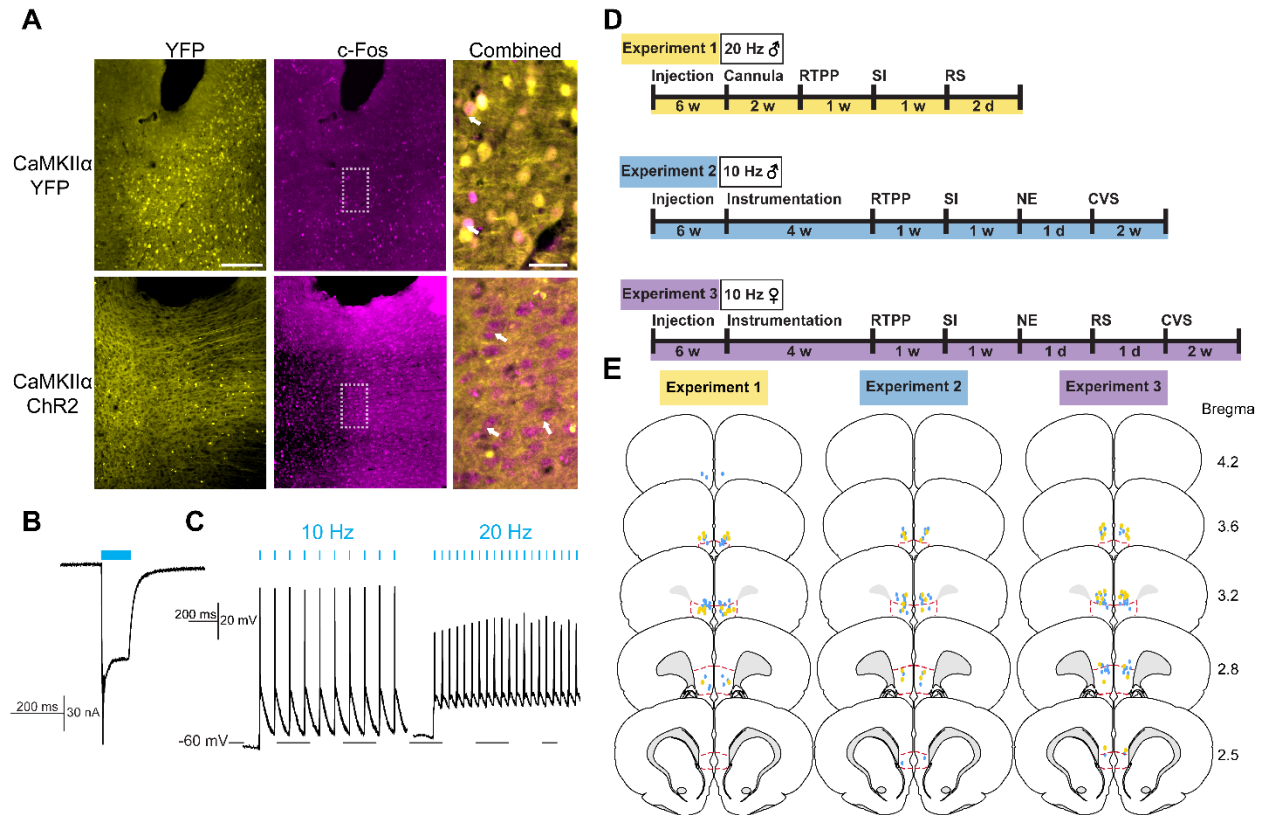 A
YFP
c-Fos
Combined
CaMKIIα
YFP
CaMKIIα
ChR2
B
200 ms
30 nA
C
10 Hz
20 Hz
200 ms
20 mV
-60 mV
D
Experiment 1
20 Hz ♂
Injection Cannula RTPP SI RS
6 w 2 w 1 w 1 w 2 d
Experiment 2
10 Hz ♂
Injection Instrumentation RTPP SI NE CVS
6 w 4 w 1 w 1 w 1 d 2 w
Experiment 3
10 Hz ♀
Injection Instrumentation RTPP SI NE RS CVS
6 w 4 w 1 w 1 w 1 d 1 d 2 w
E
Experiment 1 Experiment 2 Experiment 3
Bregma
4.2
3.6
3.2
2.8
2.5